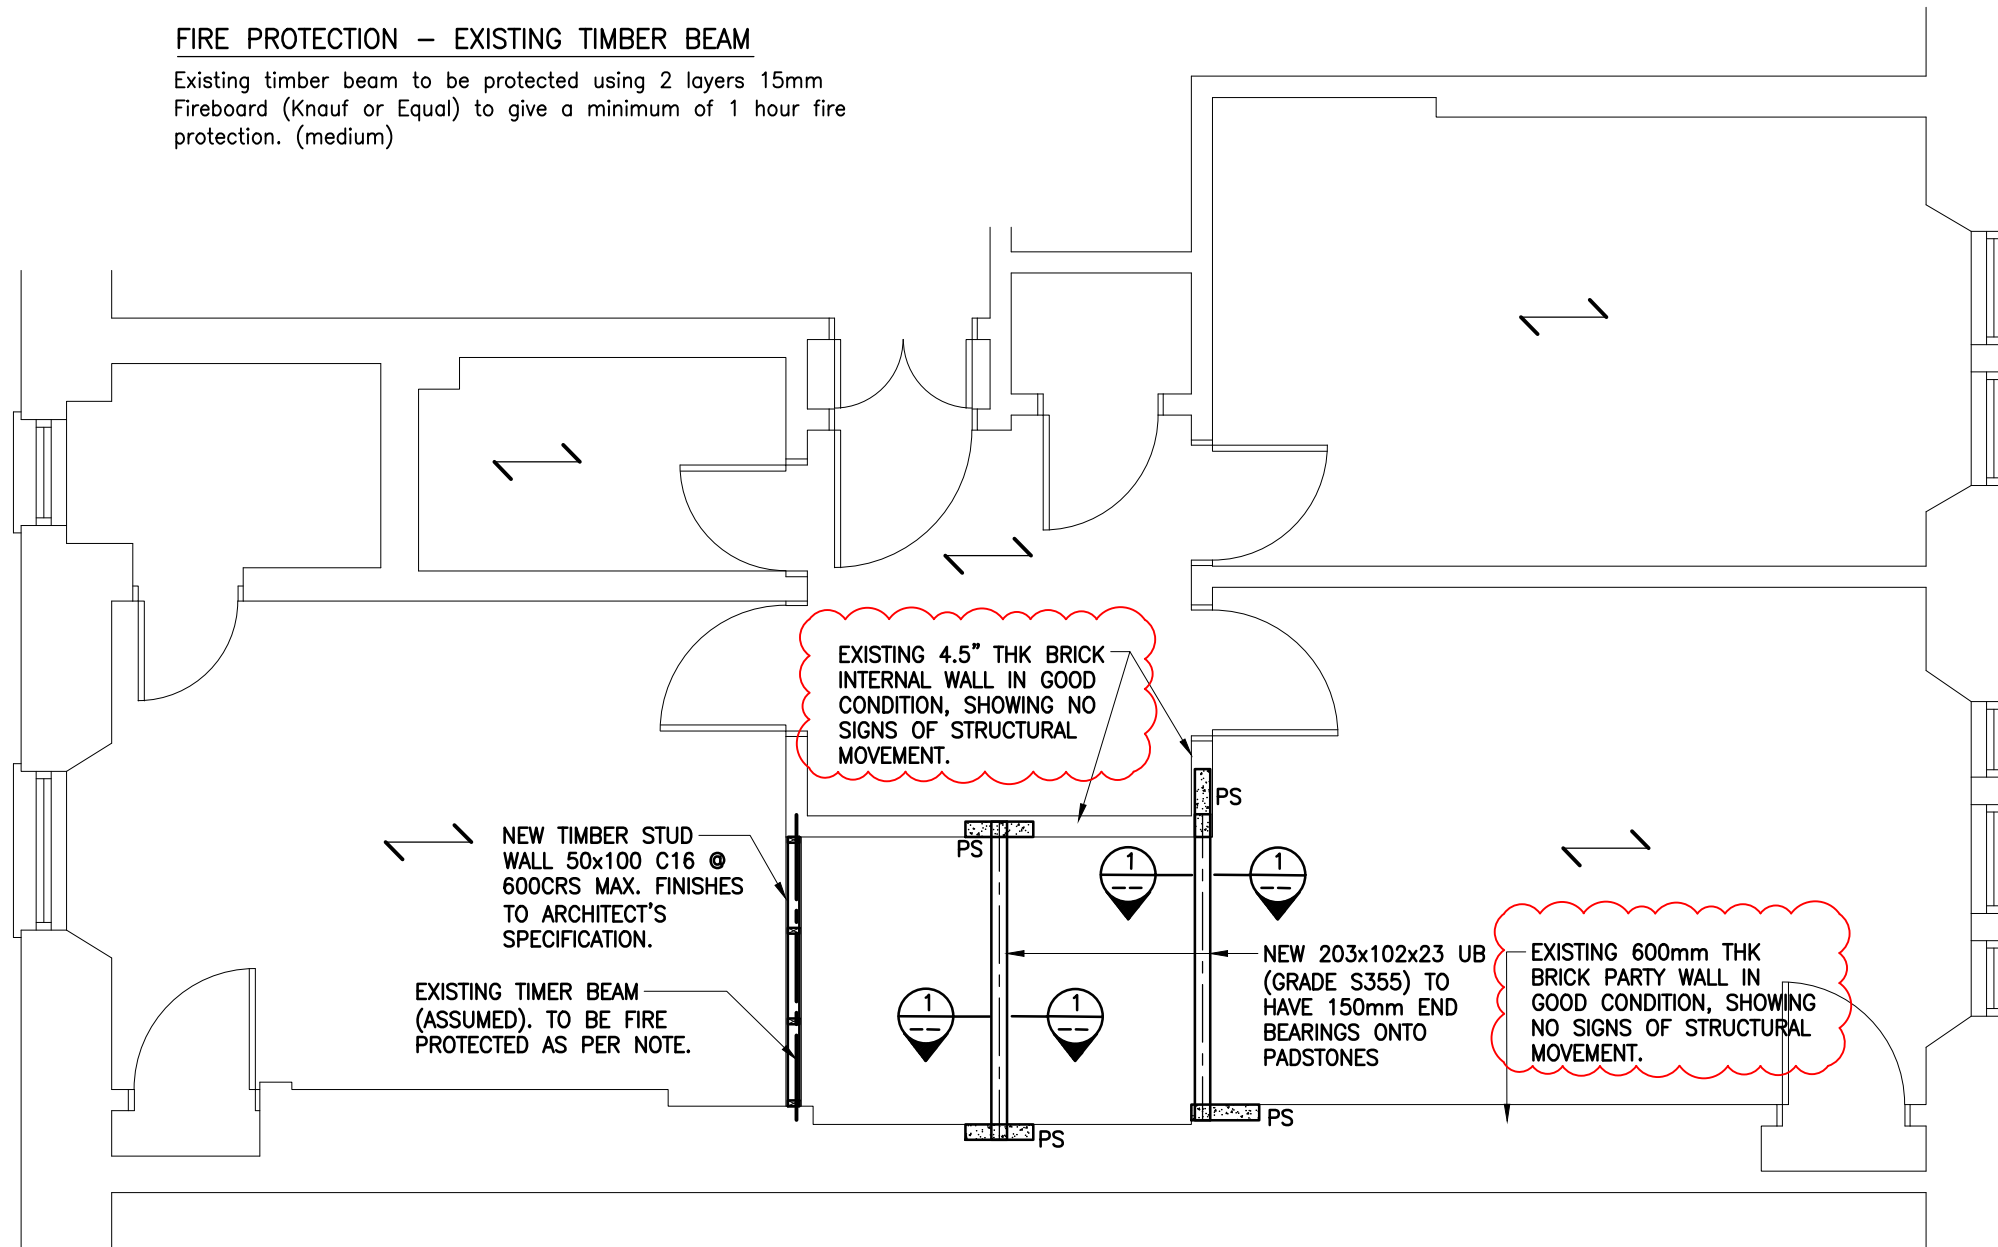 FIRE PROTECTION – EXISTING TIMBER BEAM
Existing timber beam to be protected using 2 layers 15mm
Fireboard (Knauf or Equal) to give a minimum of 1 hour fire
protection. (medium)
EXISTING 4.5" THK BRICK
INTERNAL WALL IN GOOD
CONDITION, SHOWING NO
SIGNS OF STRUCTURAL
MOVEMENT.
PS
NEW TIMBER STUD
WALL 50x100 C16 @
600CRS MAX. FINISHES
TO ARCHITECT'S
SPECIFICATION.
PS
1
--
1
--
EXISTING TIMER BEAM
(ASSUMED). TO BE FIRE
PROTECTED AS PER NOTE.
1
--
1
--
NEW 203x102x23 UB
(GRADE S355) TO
HAVE 150mm END
BEARINGS ONTO
PADSTONES
EXISTING 600mm THK
BRICK PARTY WALL IN
GOOD CONDITION, SHOWING
NO SIGNS OF STRUCTURAL
MOVEMENT.
PS
PS